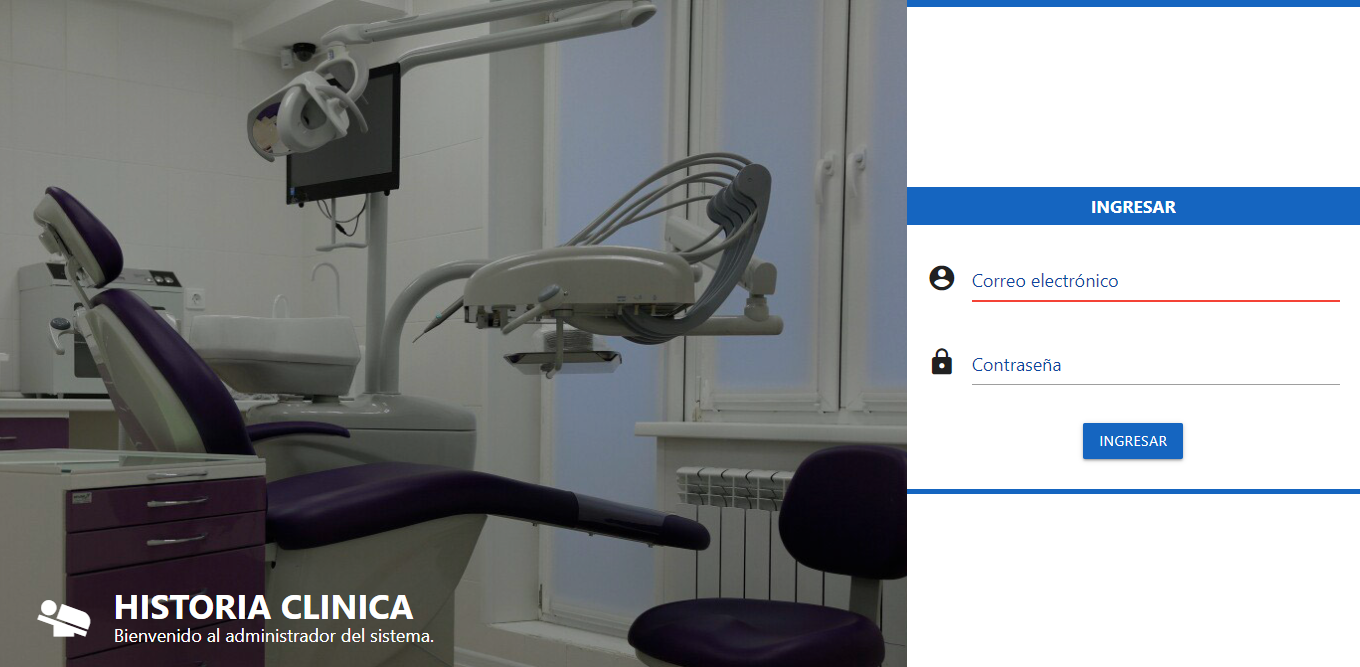 HISTORIA CLINICA
Bienvenido al administrador del sistema.
INGRESAR
Correo electrónico
Contraseña
INGRESAR